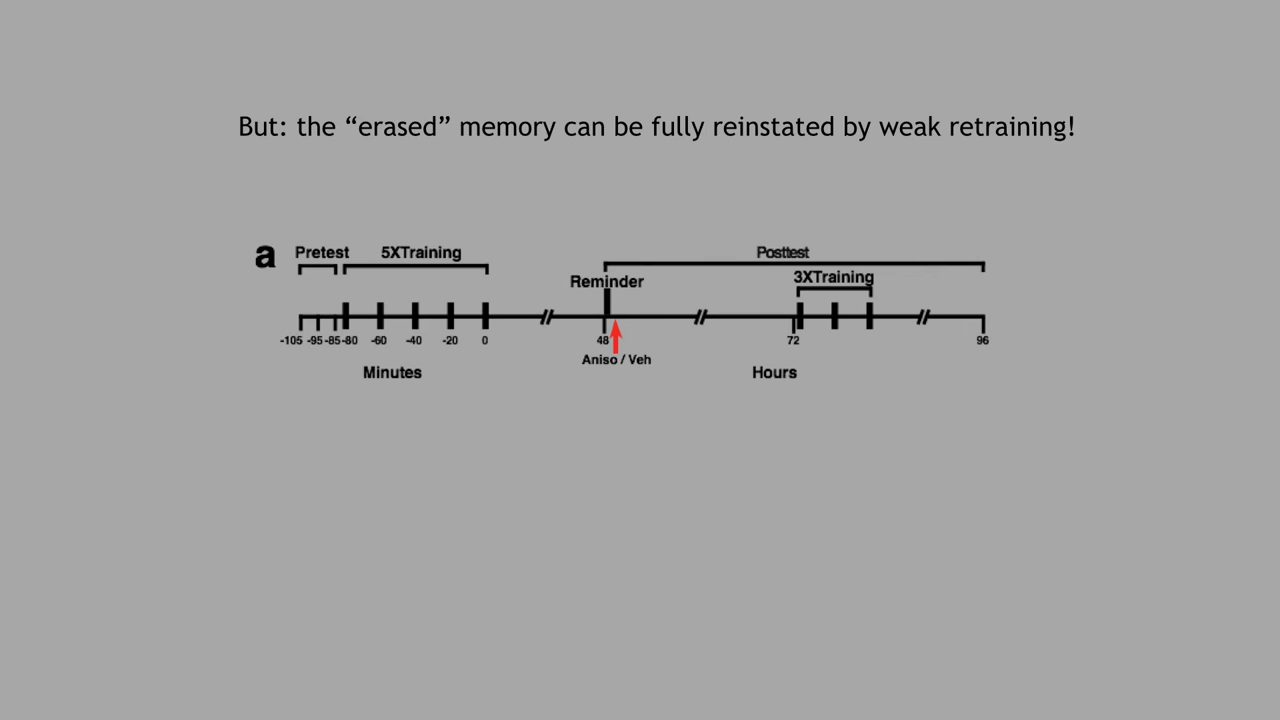 But: the “erased” memory can be fully reinstated by weak retraining!
a
Pretest 5XTraining Posttest
Reminder 3XTraining
-105 -95 -85 -80 -60 -40 -20 0 48 72 96
Aniso / Veh
Minutes Hours